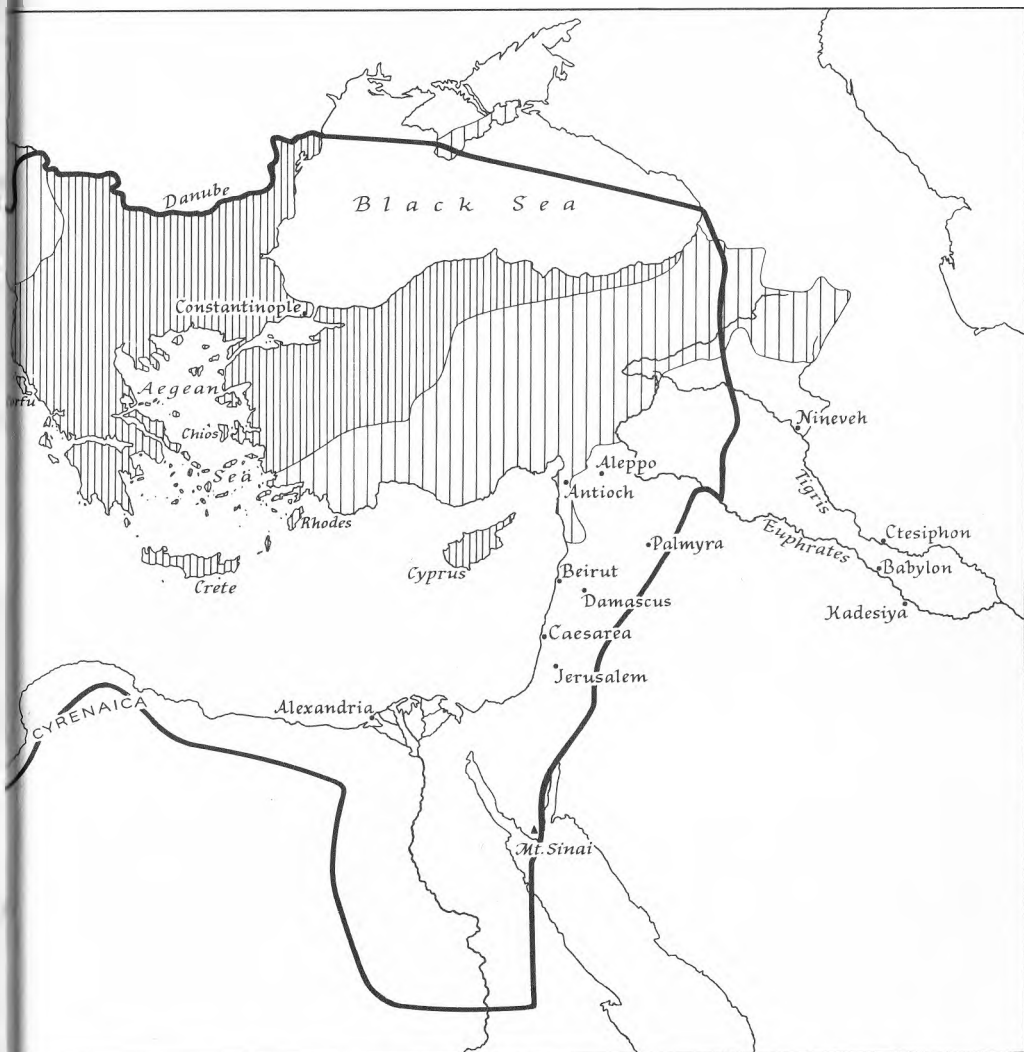 Danube
Black Sea
Constantinople
Aegean
Chios
Sea
Rhodes
Crete
Cyprus
Nineveh
Aleppo
Antioch
Tigris
Euphrates
Ctesiphon
Palmyra
Babylon
Beirut
Damascus
Kadesiya
Caesarea
Jerusalem
Alexandria
CYRENAICA
Mt. Sinai